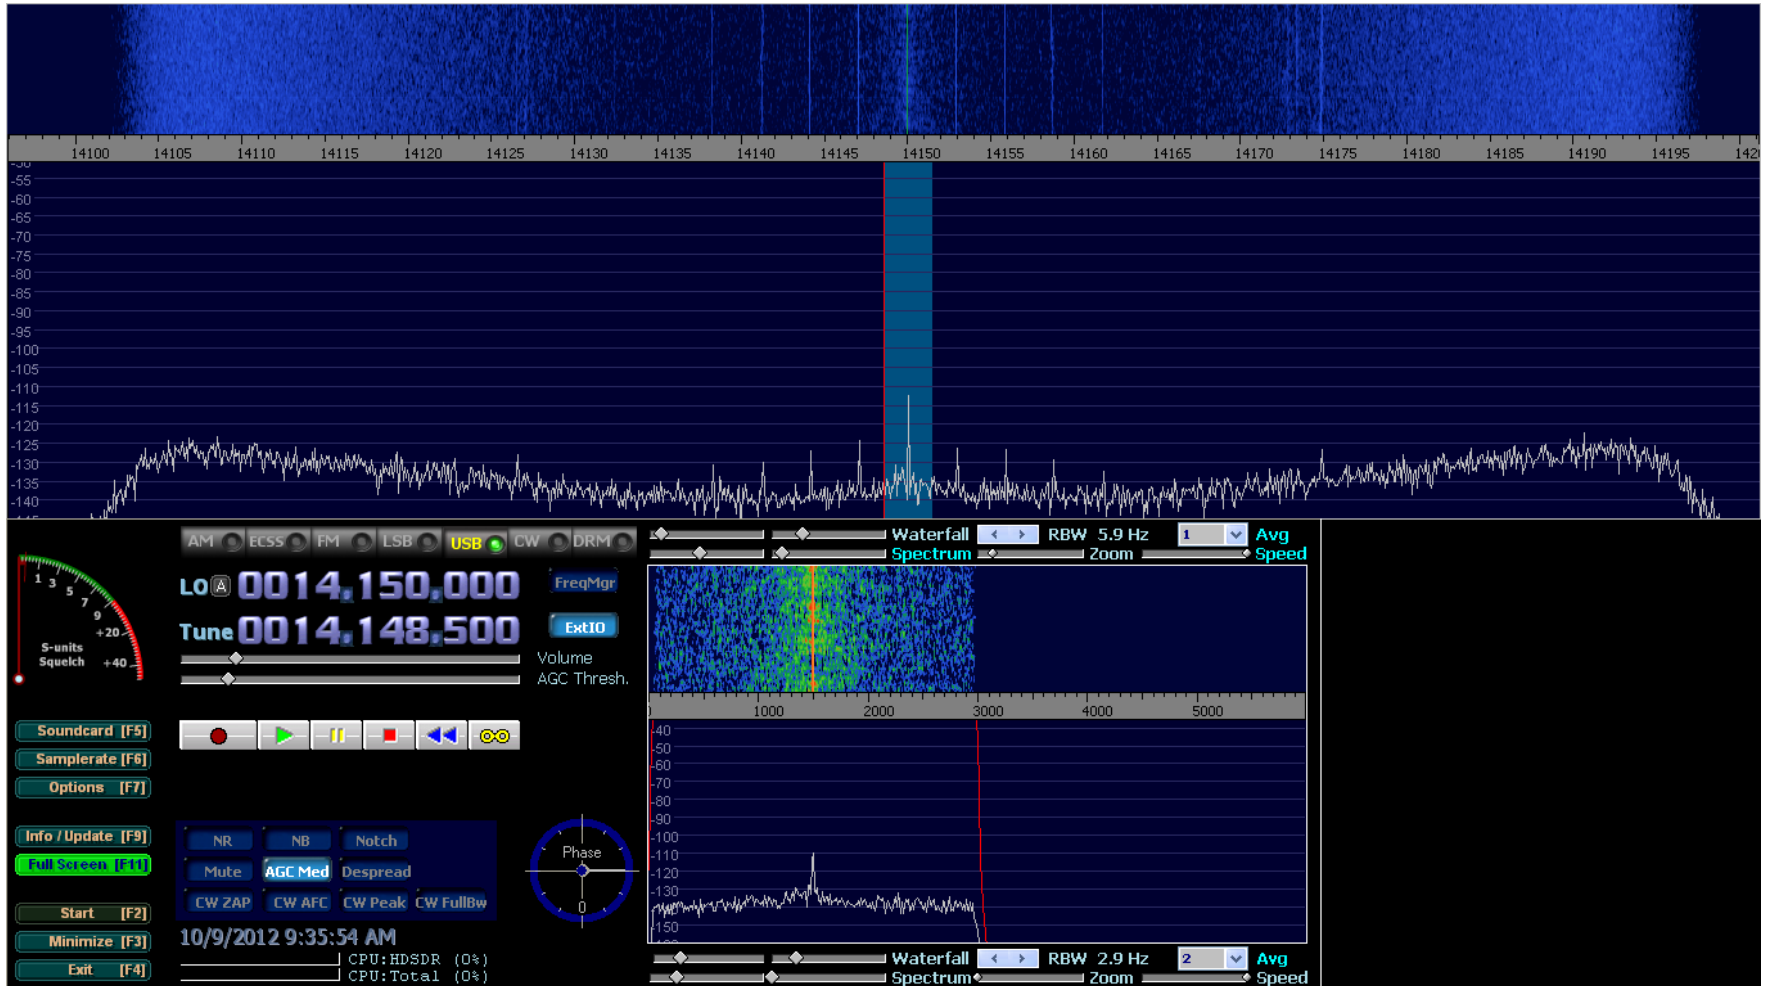 14100 14105 14110 14115 14120 14125 14130 14135 14140 14145 14150 14155 14160 14165 14170 14175 14180 14185 14190 14195
-55
-60
-65
-70
-75
-80
-85
-90
-95
-100
-105
-110
-115
-120
-125
-130
-135
-140
AM ECSS FM LSB USB CW DRM
LO A 0014.150.000
FreqMgr
Tune 0014.148.500
ExtIO
Volume
AGC Thresh.
1 3 5 7 9 +20 +40
S-units
Squelch
Soundcard [F5]
Samplerate [F6]
Options [F7]
Info / Update [F9]
Full Screen [F11]
Start [F2]
Minimize [F3]
Exit [F4]
NR NB Notch
Mute AGC Med Despread
CW ZAP CW AFC CW Peak CW FullBw
Phase
0
10/9/2012 9:35:54 AM
CPU:HDSDR (0%)
CPU:Total (0%)
Waterfall < > RBW 5.9 Hz 1 Avg
Spectrum Zoom Speed
1000 2000 3000 4000 5000
-40
-50
-60
-70
-80
-90
-100
-110
-120
-130
-150
Waterfall < > RBW 2.9 Hz 2 Avg
Spectrum Zoom Speed